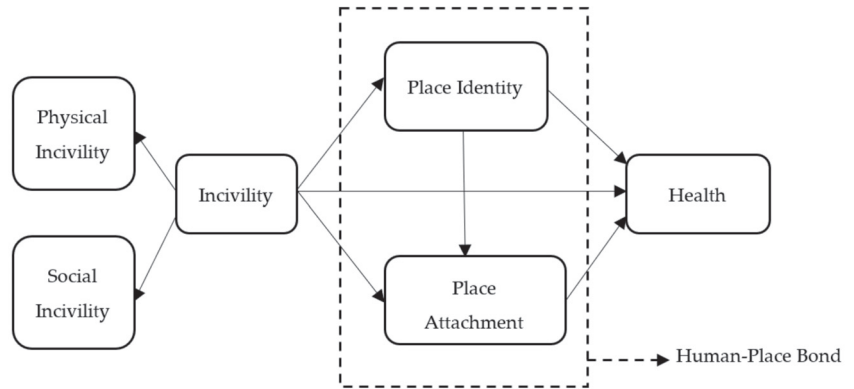 Physical
Incivility
Social
Incivility
Incivility
Place Identity
Place
Attachment
Health
Human-Place Bond